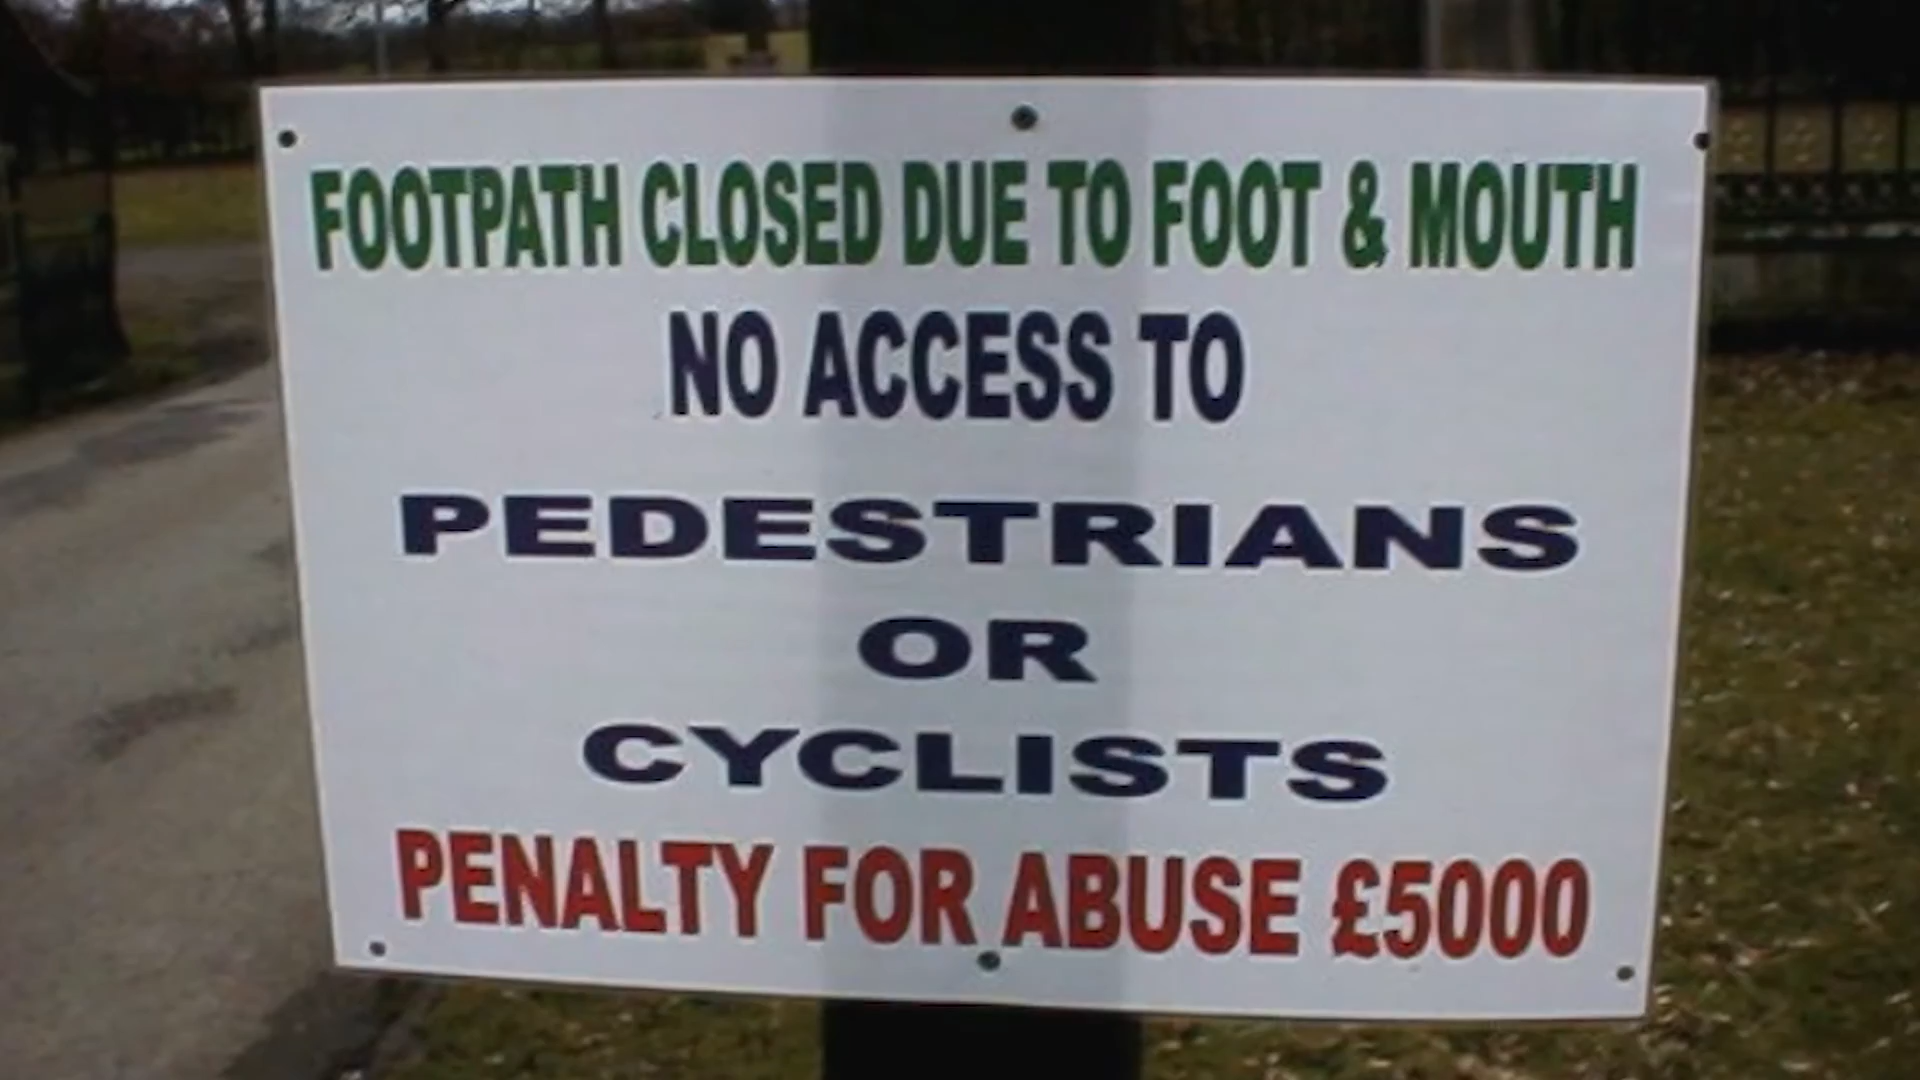 FOOTPATH CLOSED DUE TO FOOT & MOUTH
NO ACCESS TO
PEDESTRIANS
OR
CYCLISTS
PENALTY FOR ABUSE £5000